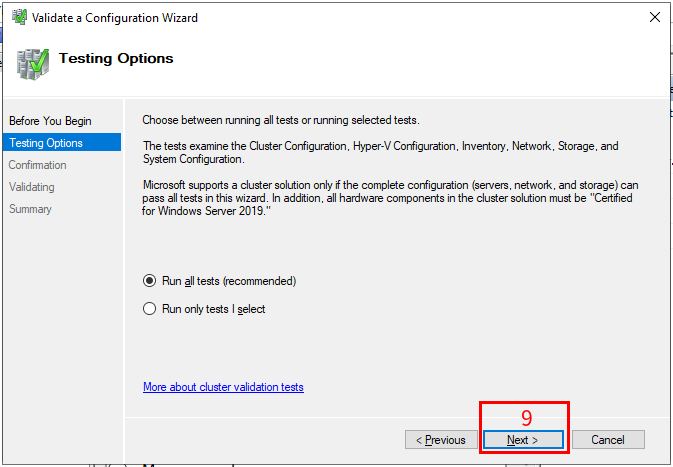 Validate a Configuration Wizard
Testing Options
Before You Begin
Testing Options
Confirmation
Validating
Summary
Choose between running all tests or running selected tests.
The tests examine the Cluster Configuration, Hyper-V Configuration, Inventory, Network, Storage, and
System Configuration.
Microsoft supports a cluster solution only if the complete configuration (servers, network, and storage) can
pass all tests in this wizard. In addition, all hardware components in the cluster solution must be "Certified
for Windows Server 2019."
Run all tests (recommended)
Run only tests I select
More about cluster validation tests
9
< Previous
Next >
Cancel